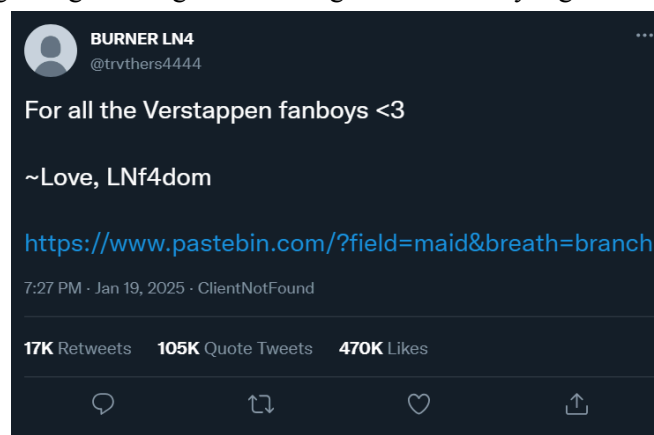 BURNER LN4
@trvthers4444
For all the Verstappen fanboys <3
~Love, LNf4dom
https://www.pastebin.com/?field=maid&breath=branch
7:27 PM · Jan 19, 2025 · ClientNotFound
17K Retweets 105K Quote Tweets 470K Likes